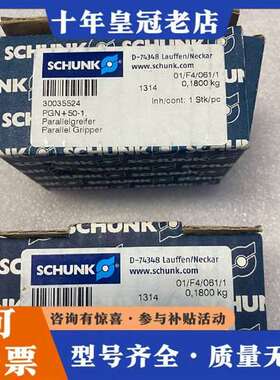 十年皇冠老店
SCHUNK
D-74348 Lauffen/Neckar
www.schunk.com
01/F4/061/1
1314 0,1800 kg
30035524 Inh/cont: 1 Stk/pc
PGN+50-1,
Parallelgreifer
Parallel Gripper
SCHUNK
D-74348 Lauffen/Neckar
www.schunk.com
01/F4/061/1
1314 0,1800 kg
咨询有惊喜·参与补贴活动
票
型号齐全·质量保证